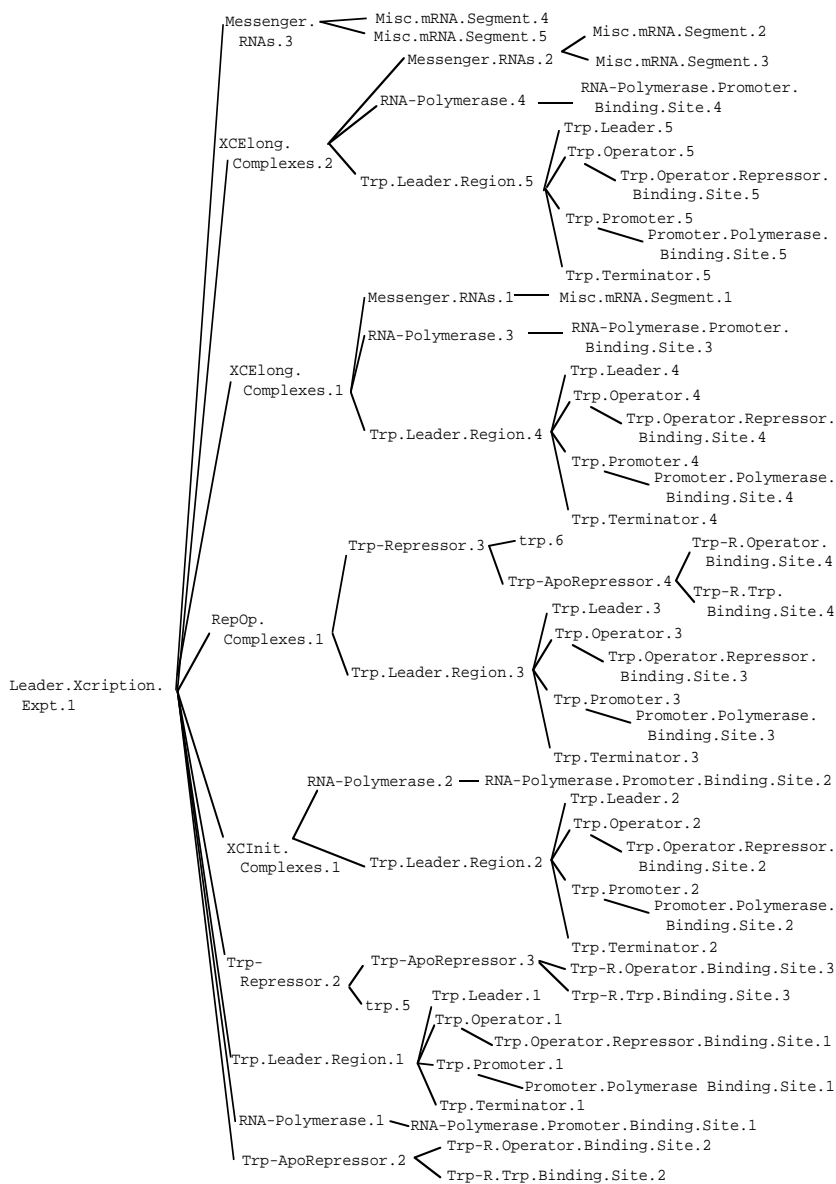 Messenger.
RNAs.3
Misc.mRNA.Segment.4
Misc.mRNA.Segment.5
Messenger.RNAs.2
Misc.mRNA.Segment.2
Misc.mRNA.Segment.3
RNA-Polymerase.4
RNA-Polymerase.Promoter.
Binding.Site.4
XCElong.
Complexes.2
Trp.Leader.Region.5
Trp.Leader.5
Trp.Operator.5
Trp.Operator.Repressor.
Binding.Site.5
Trp.Promoter.5
Promoter.Polymerase.
Binding.Site.5
Trp.Terminator.5
Messenger.RNAs.1
Misc.mRNA.Segment.1
RNA-Polymerase.3
RNA-Polymerase.Promoter.
Binding.Site.3
XCElong.
Complexes.1
Trp.Leader.Region.4
Trp.Leader.4
Trp.Operator.4
Trp.Operator.Repressor.
Binding.Site.4
Trp.Promoter.4
Promoter.Polymerase.
Binding.Site.4
Trp.Terminator.4
Trp-Repressor.3
trp.6
Trp-ApoRepressor.4
Trp-R.Operator.
Binding.Site.4
Trp-R.Trp.
Binding.Site.4
RepOp.
Complexes.1
Trp.Leader.Region.3
Trp.Leader.3
Trp.Operator.3
Trp.Operator.Repressor.
Binding.Site.3
Trp.Promoter.3
Promoter.Polymerase.
Binding.Site.3
Trp.Terminator.3
Leader.Xcription.
Expt.1
RNA-Polymerase.2
RNA-Polymerase.Promoter.Binding.Site.2
XCInit.
Complexes.1
Trp.Leader.Region.2
Trp.Leader.2
Trp.Operator.2
Trp.Operator.Repressor.
Binding.Site.2
Trp.Promoter.2
Promoter.Polymerase.
Binding.Site.2
Trp.Terminator.2
Trp-
Repressor.2
Trp-ApoRepressor.3
Trp-R.Operator.Binding.Site.3
Trp-R.Trp.Binding.Site.3
trp.5
Trp.Leader.Region.1
Trp.Leader.1
Trp.Operator.1
Trp.Operator.Repressor.Binding.Site.1
Trp.Promoter.1
Promoter.Polymerase Binding.Site.1
Trp.Terminator.1
RNA-Polymerase.1
RNA-Polymerase.Promoter.Binding.Site.1
Trp-ApoRepressor.2
Trp-R.Operator.Binding.Site.2
Trp-R.Trp.Binding.Site.2